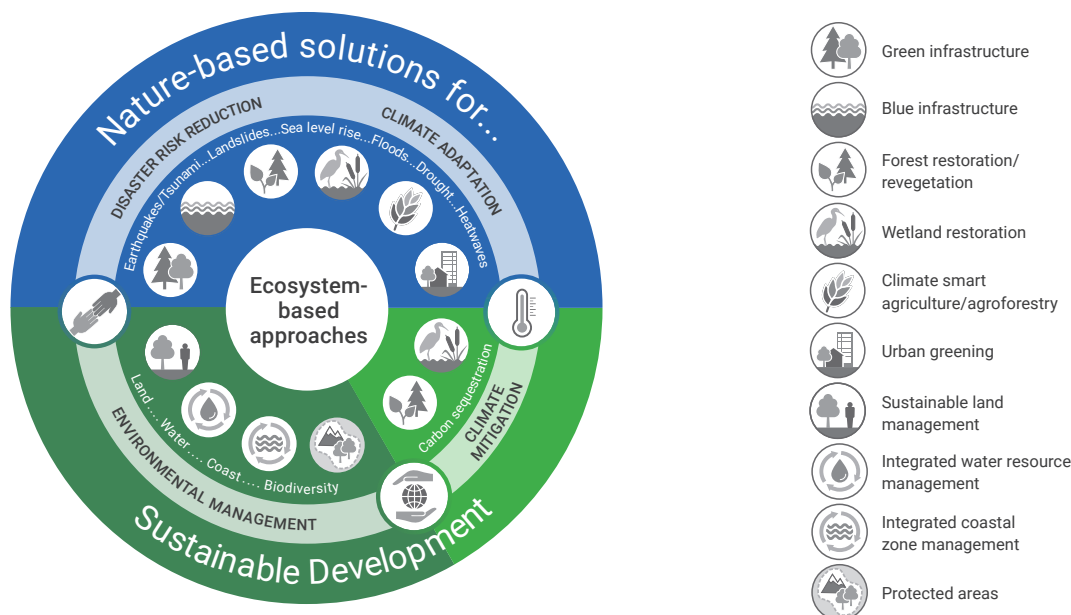 Nature-based solutions for...
DISASTER RISK REDUCTION
CLIMATE ADAPTATION
Earthquakes/Tsunami...Landslides...Sea level rise...Floods...Drought...Heatwaves
Ecosystem-
based
approaches
Carbon sequestration
CLIMATE
MITIGATION
Land .... Water.... Coast.... Biodiversity
ENVIRONMENTAL MANAGEMENT
Sustainable Development
Green infrastructure
Blue infrastructure
Forest restoration/
revegetation
Wetland restoration
Climate smart
agriculture/agroforestry
Urban greening
Sustainable land
management
Integrated water resource
management
Integrated coastal
zone management
Protected areas